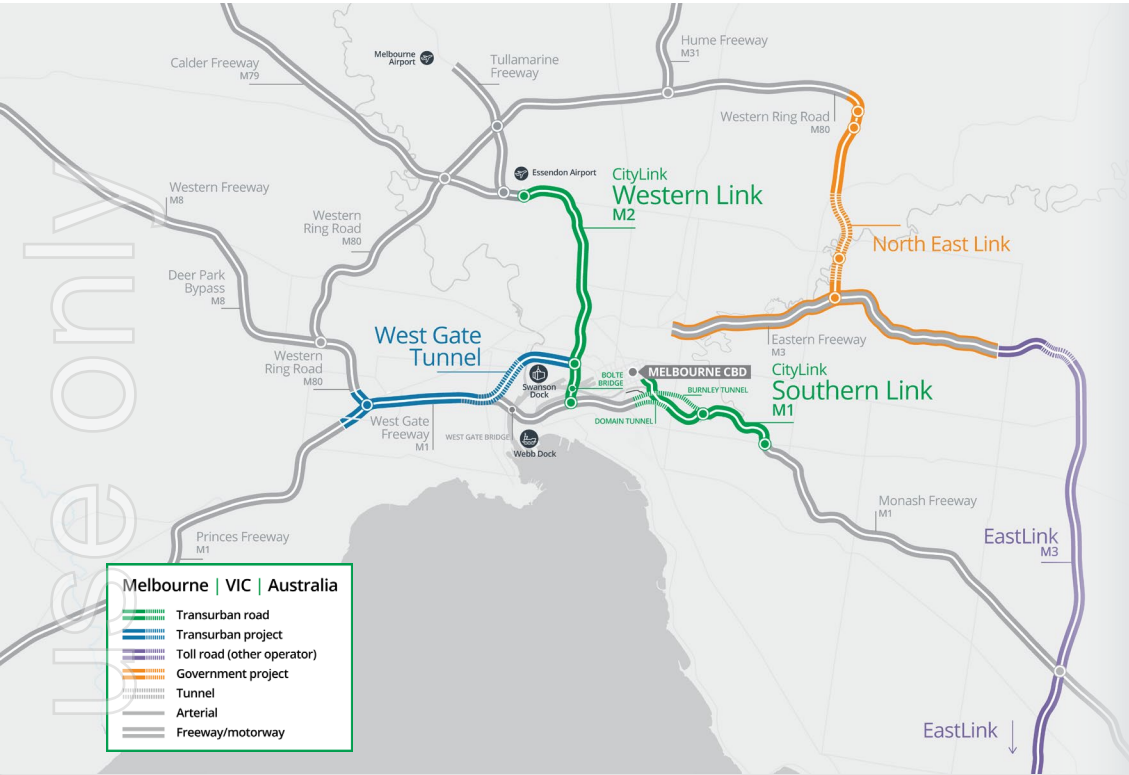 Hume Freeway
M31
Melbourne
Airport
Tullamarine
Freeway
Calder Freeway
M79
Western Ring Road
M80
Essendon Airport
CityLink
Western Link
M2
Western Freeway
M8
Western
Ring Road
M80
North East Link
Deer Park
Bypass
M8
West Gate
Tunnel
Eastern Freeway
M3
Western
Ring Road
M80
Swanson
Dock
BOLTE
BRIDGE
MELBOURNE CBD
BURNLEY TUNNEL
CityLink
Southern Link
M1
West Gate
Freeway
M1
WEST GATE BRIDGE
DOMAIN TUNNEL
Webb Dock
Monash Freeway
M1
Princes Freeway
M1
EastLink
M3
Melbourne | VIC | Australia
Transurban road
Transurban project
Toll road (other operator)
Government project
Tunnel
Arterial
Freeway/motorway
EastLink
use only